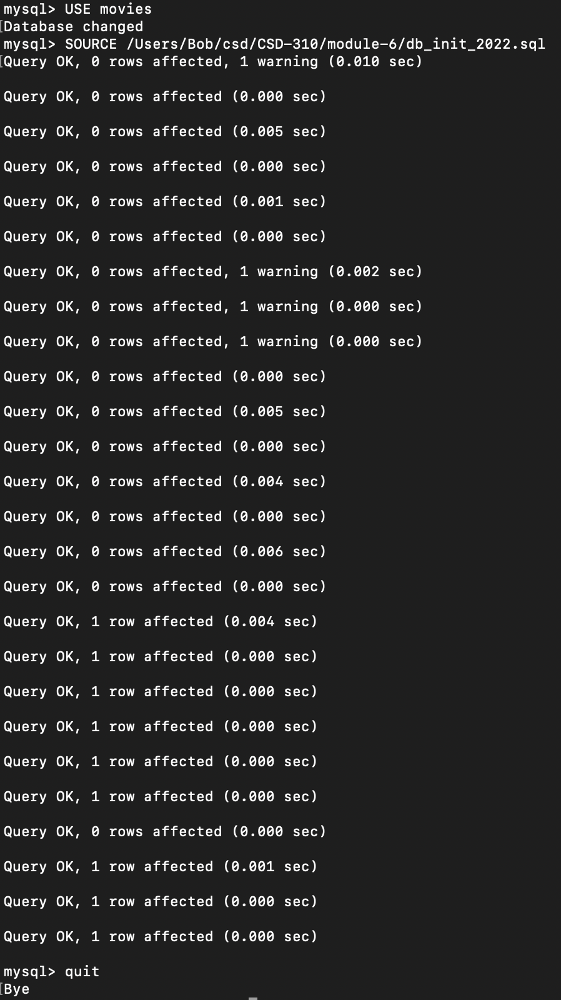 mysql> USE movies
[Database changed
mysql> SOURCE /Users/Bob/csd/CSD-310/module-6/db_init_2022.sql
[Query OK, 0 rows affected, 1 warning (0.010 sec)
Query OK, 0 rows affected (0.000 sec)
Query OK, 0 rows affected (0.005 sec)
Query OK, 0 rows affected (0.000 sec)
Query OK, 0 rows affected (0.001 sec)
Query OK, 0 rows affected (0.000 sec)
Query OK, 0 rows affected, 1 warning (0.002 sec)
Query OK, 0 rows affected, 1 warning (0.000 sec)
Query OK, 0 rows affected, 1 warning (0.000 sec)
Query OK, 0 rows affected (0.000 sec)
Query OK, 0 rows affected (0.005 sec)
Query OK, 0 rows affected (0.000 sec)
Query OK, 0 rows affected (0.004 sec)
Query OK, 0 rows affected (0.000 sec)
Query OK, 0 rows affected (0.006 sec)
Query OK, 0 rows affected (0.000 sec)
Query OK, 1 row affected (0.004 sec)
Query OK, 1 row affected (0.000 sec)
Query OK, 1 row affected (0.000 sec)
Query OK, 1 row affected (0.000 sec)
Query OK, 1 row affected (0.000 sec)
Query OK, 1 row affected (0.000 sec)
Query OK, 0 rows affected (0.000 sec)
Query OK, 1 row affected (0.001 sec)
Query OK, 1 row affected (0.000 sec)
Query OK, 1 row affected (0.000 sec)
mysql> quit
[Bye